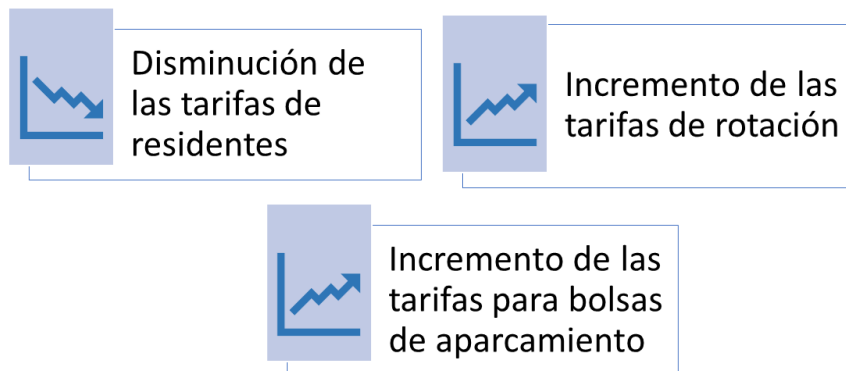 Disminución de
las tarifas de
residentes
Incremento de las
tarifas de rotación
Incremento de las
tarifas para bolsas
de aparcamiento